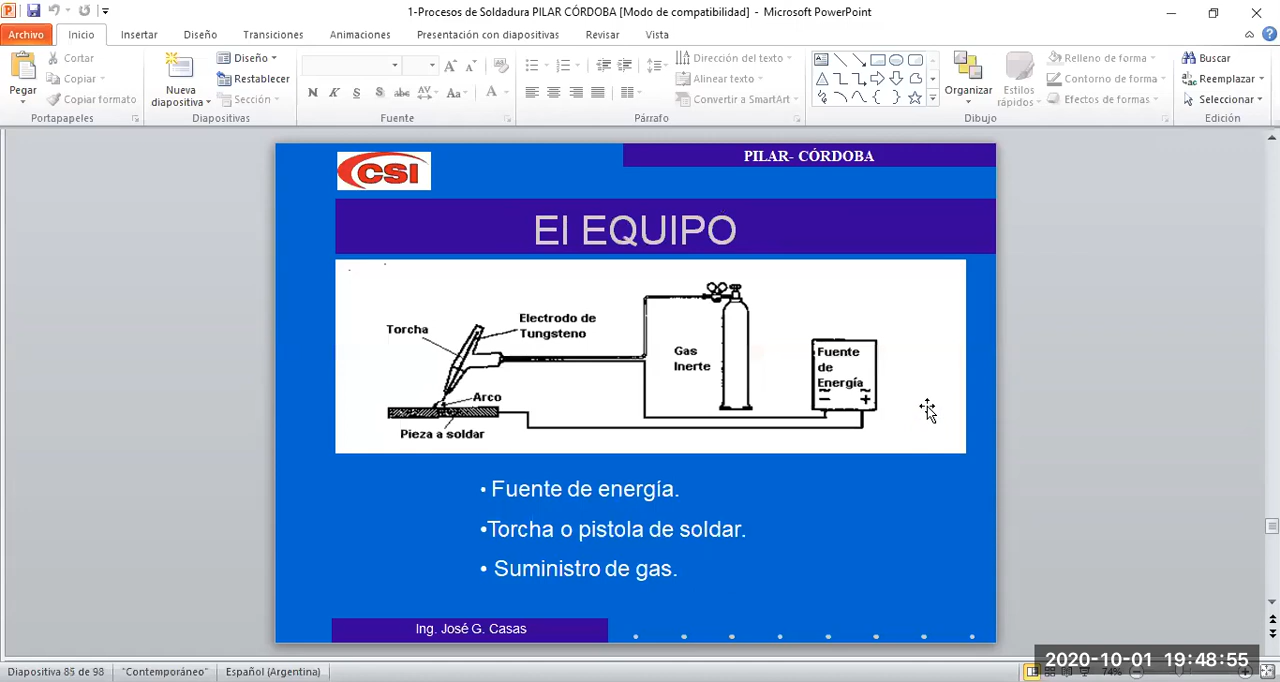 1-Procesos de Soldadura PILAR CÓRDOBA [Modo de compatibilidad] - Microsoft PowerPoint
Archivo Inicio Insertar Diseño Transiciones Animaciones Presentación con diapositivas Revisar Vista
Pegar
Cortar
Copiar
Copiar formato
Portapapeles
Nueva
diapositiva
Diseño
Restablecer
Sección
Diapositivas
N K S S abc AV Aa A
Fuente
Dirección del texto
Alinear texto
Convertir a SmartArt
Párrafo
Organizar
Estilos
rápidos
Relleno de forma
Contorno de forma
Efectos de formas
Dibujo
Buscar
Reemplazar
Seleccionar
Edición
CSI
PILAR- CÓRDOBA
El EQUIPO
Torcha
Electrodo de
Tungsteno
Arco
Pieza a soldar
Gas
Inerte
Fuente
de
Energía
− +
• Fuente de energía.
•Torcha o pistola de soldar.
• Suministro de gas.
Ing. José G. Casas
Diapositiva 85 de 98 "Contemporáneo" Español (Argentina)
2020-10-01 19:48:55
74%